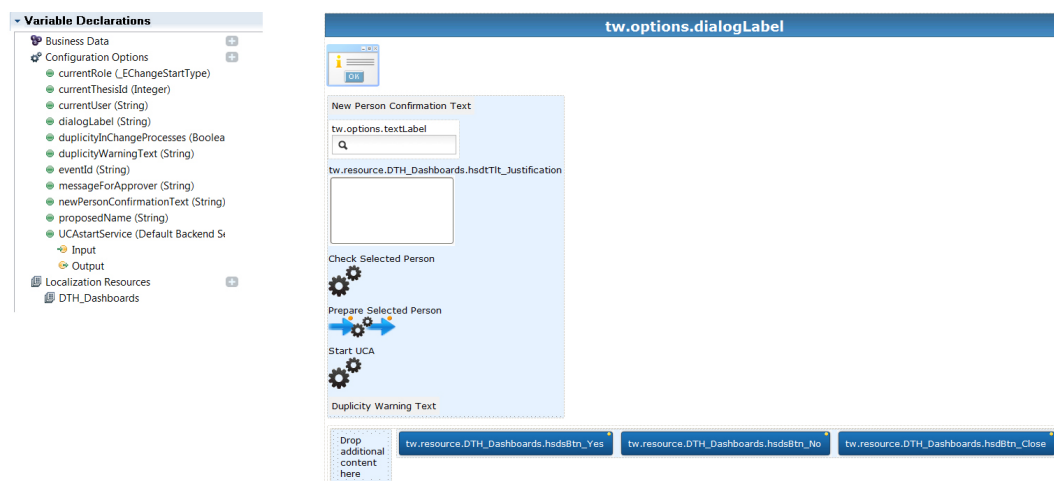 Variable Declarations
Business Data
Configuration Options
currentRole (_EChangeStartType)
currentThesisId (Integer)
currentUser (String)
dialogLabel (String)
duplicityInChangeProcesses (Boolea
duplicityWarningText (String)
eventId (String)
messageForApprover (String)
newPersonConfirmationText (String)
proposedName (String)
UCAstartService (Default Backend Se
Input
Output
Localization Resources
DTH_Dashboards
tw.options.dialogLabel
OK
New Person Confirmation Text
tw.options.textLabel
tw.resource.DTH_Dashboards.hsdtTlt_Justification
Check Selected Person
Prepare Selected Person
Start UCA
Duplicity Warning Text
Drop
additional
content
here
tw.resource.DTH_Dashboards.hsdsBtn_Yes
tw.resource.DTH_Dashboards.hsdsBtn_No
tw.resource.DTH_Dashboards.hsdBtn_Close